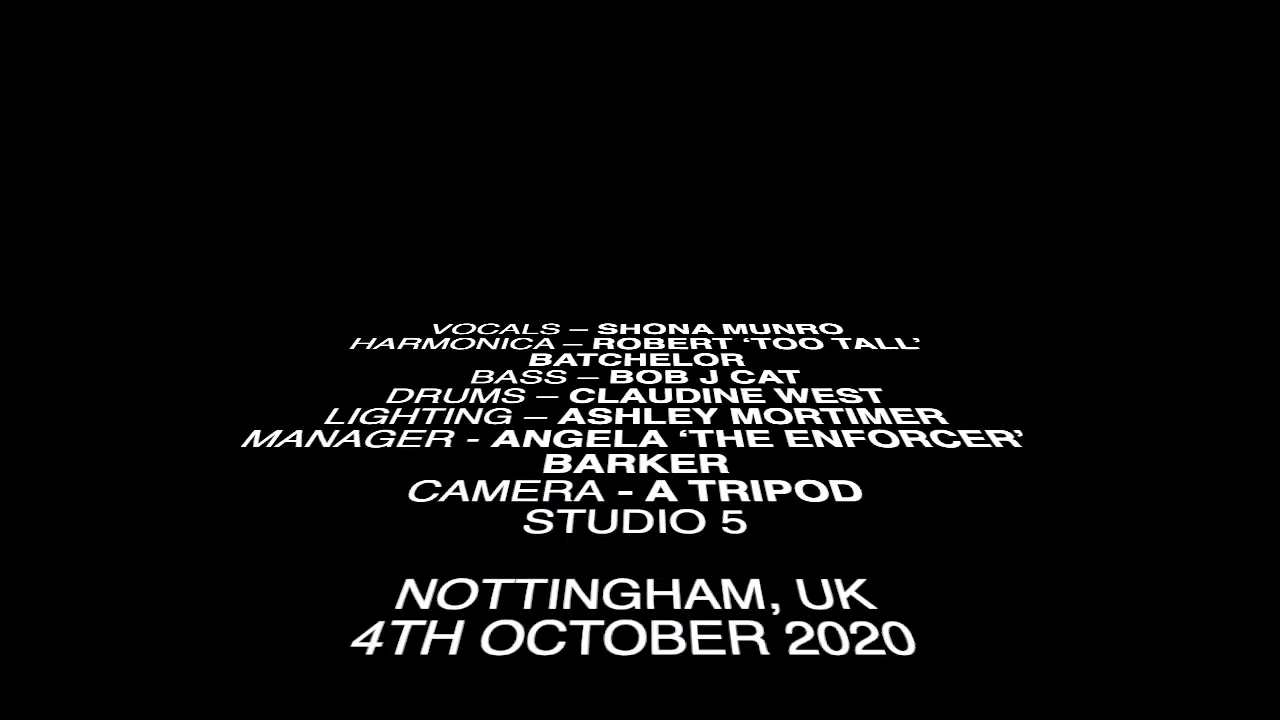 VOCALS – SHONA MUNRO
HARMONICA – ROBERT ‘TOO TALL’
BATCHELOR
BASS – BOB J CAT
DRUMS – CLAUDINE WEST
LIGHTING – ASHLEY MORTIMER
MANAGER - ANGELA ‘THE ENFORCER’
BARKER
CAMERA - A TRIPOD
STUDIO 5
NOTTINGHAM, UK
4TH OCTOBER 2020